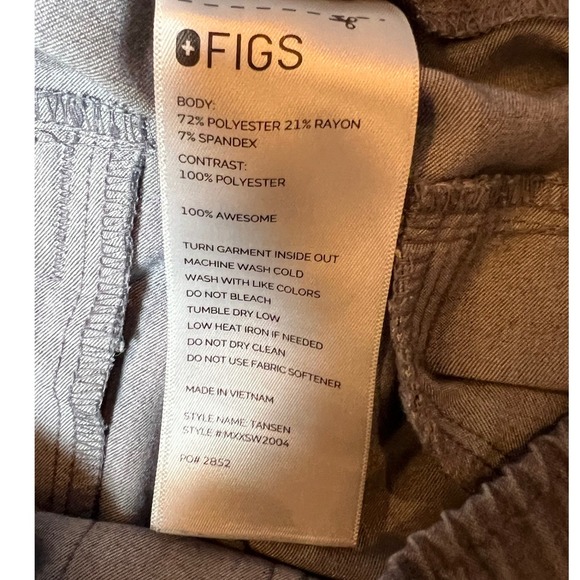 FIGS
BODY:
72% POLYESTER 21% RAYON
7% SPANDEX
CONTRAST:
100% POLYESTER
100% AWESOME
TURN GARMENT INSIDE OUT
MACHINE WASH COLD
WASH WITH LIKE COLORS
DO NOT BLEACH
TUMBLE DRY LOW
LOW HEAT IRON IF NEEDED
DO NOT DRY CLEAN
DO NOT USE FABRIC SOFTENER
MADE IN VIETNAM
STYLE NAME: TANSEN
STYLE #:MXXSW2004
PO# 2852